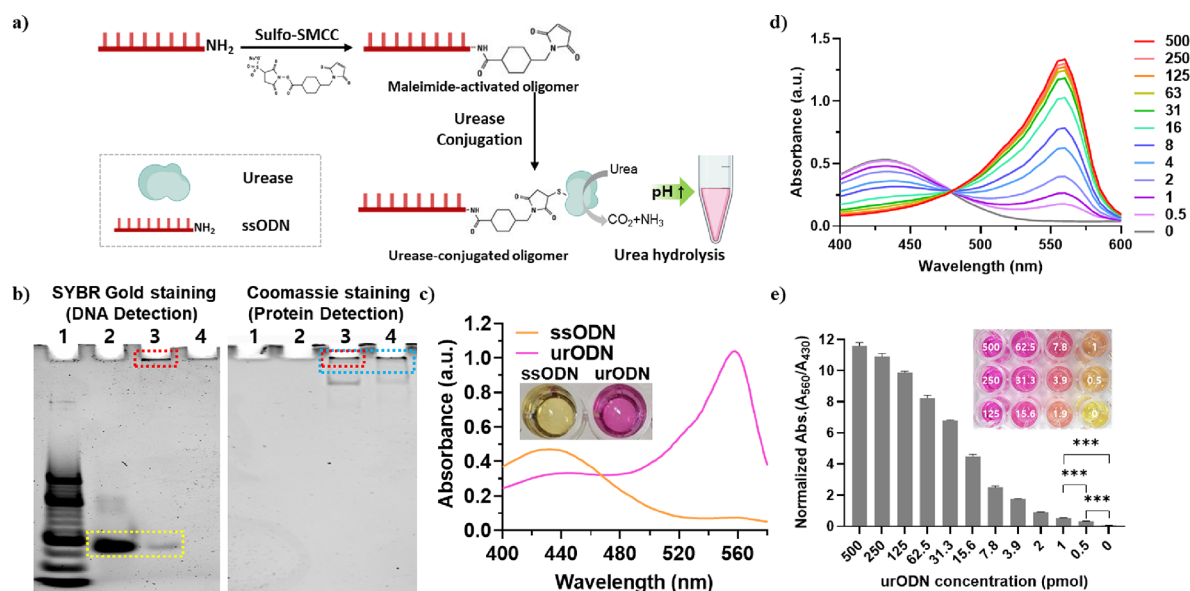 a)
NH₂
Sulfo-SMCC
NH
Maleimide-activated oligomer
Urease
Conjugation
Urease
ssODN
NH₂
NH
S
Urea
CO₂+NH₃
pH ↑
Urease-conjugated oligomer
Urea hydrolysis
b)
SYBR Gold staining
(DNA Detection)
1 2 3 4
Coomassie staining
(Protein Detection)
1 2 3 4
c)
Absorbance (a.u.)
1.2
1.0
0.8
0.6
0.4
0.2
0.0
ssODN
urODN
ssODN urODN
400 440 480 520 560
Wavelength (nm)
d)
Absorbance (a.u.)
1.5
1.0
0.5
0.0
400 450 500 550 600
Wavelength (nm)
500
250
125
63
31
16
8
4
2
1
0.5
0
e)
Normalized Abs.(A₅₆₀/A₄₃₀)
12
10
8
6
4
2
0
500 62.5 7.8 1
250 31.3 3.9 0.5
125 15.6 1.9 0
***
***
***
500 250 125 62.5 31.3 15.6 7.8 3.9 2 1 0.5 0
urODN concentration (pmol)